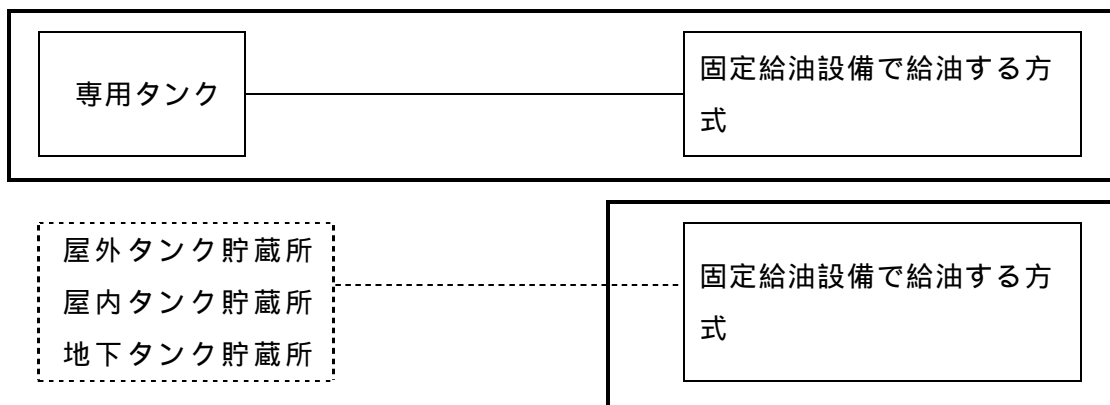 専用タンク
固定給油設備で給油する方
式
屋外タンク貯蔵所
屋内タンク貯蔵所
地下タンク貯蔵所
固定給油設備で給油する方
式